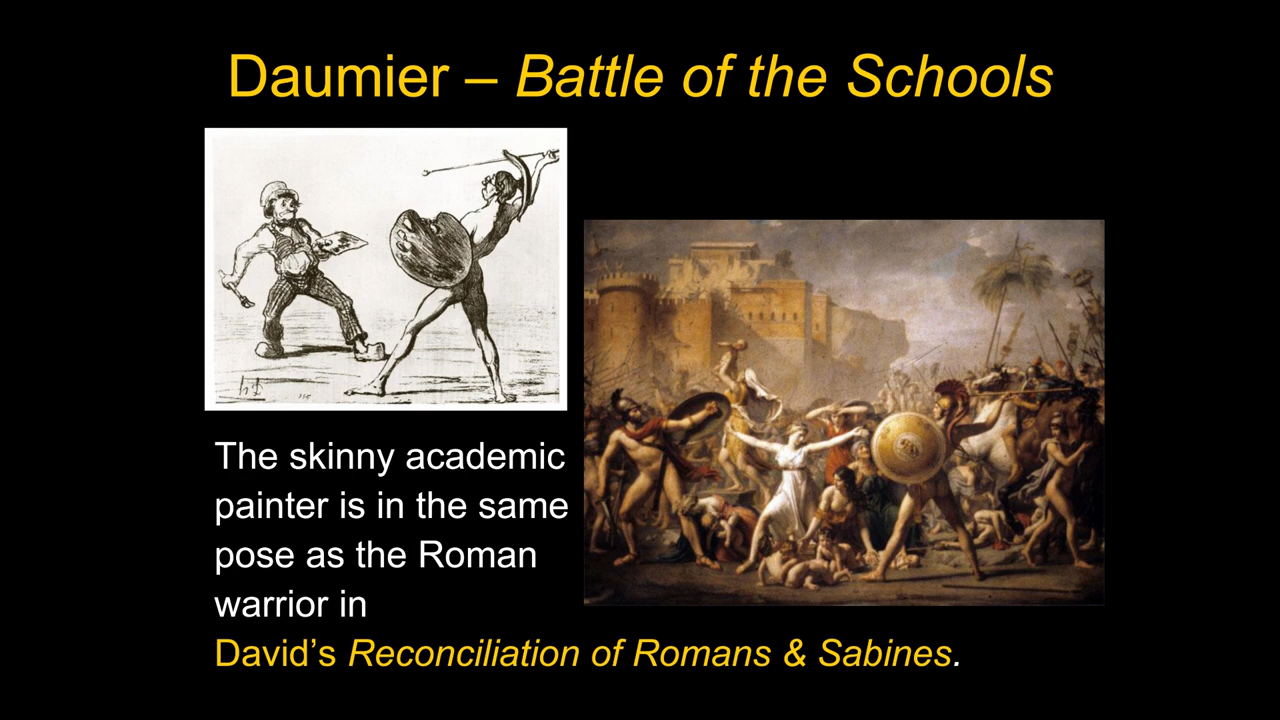 Daumier – Battle of the Schools
The skinny academic
painter is in the same
pose as the Roman
warrior in
David’s Reconciliation of Romans & Sabines.